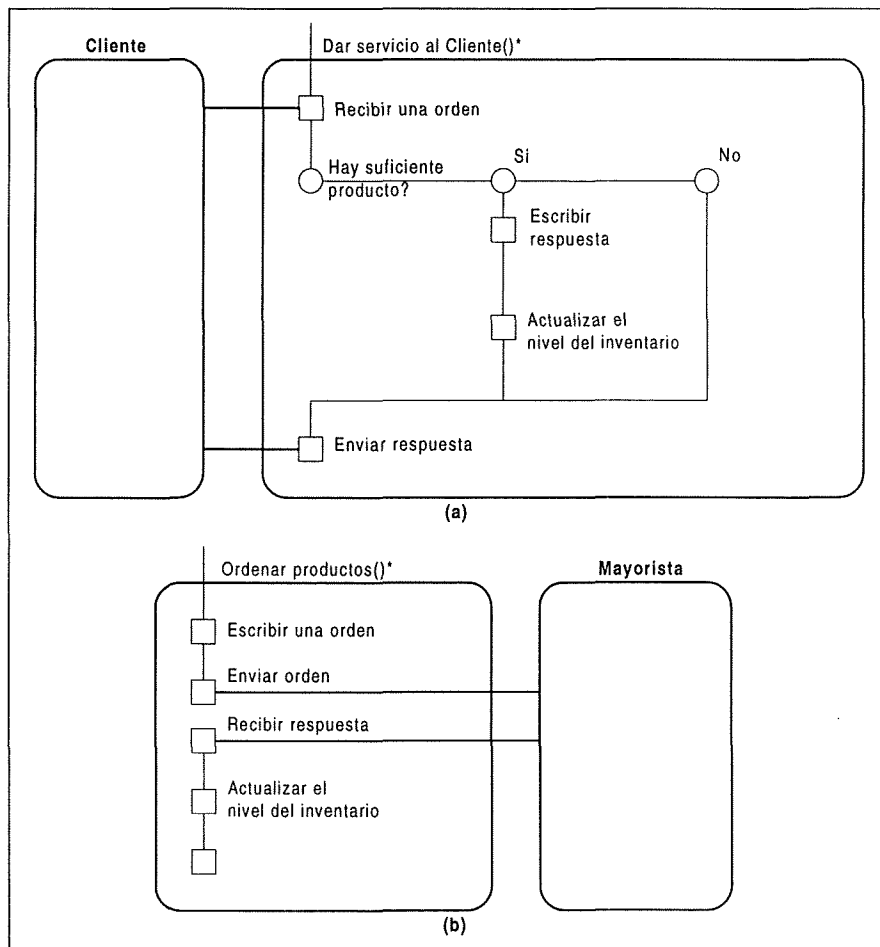 Cliente
Dar servicio al Cliente()*
Recibir una orden
Hay suficiente
producto?
Si
No
Escribir
respuesta
Actualizar el
nivel del inventario
Enviar respuesta
(a)
Ordenar productos()*
Mayorista
Escribir una orden
Enviar orden
Recibir respuesta
Actualizar el
nivel del inventario
(b)